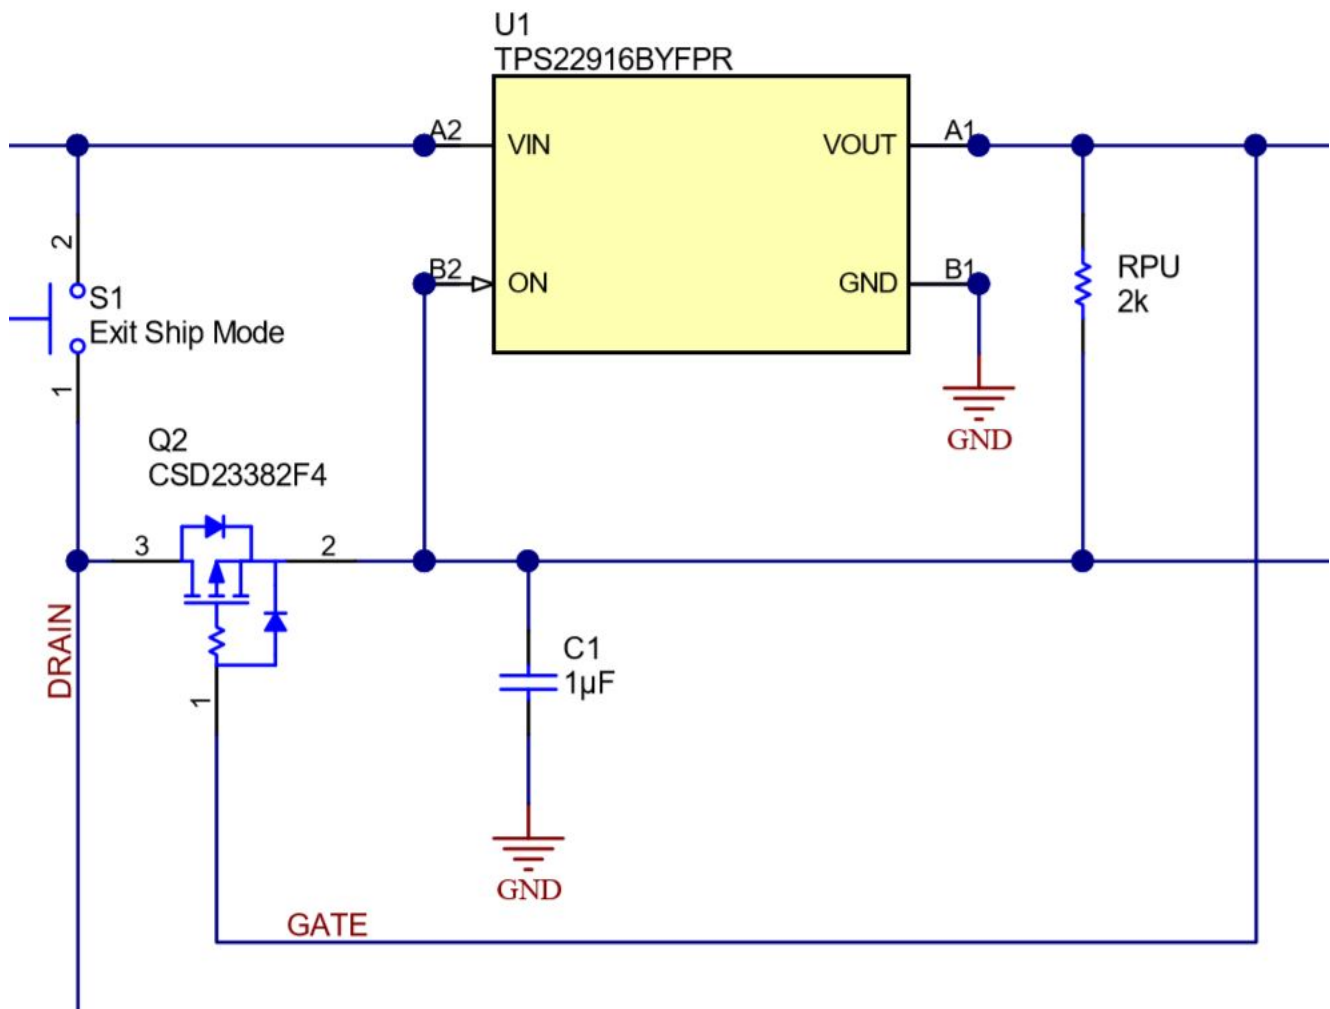 U1
TPS22916BYFPR
A2
VIN
VOUT
A1
B2
ON
GND
B1
2
S1
Exit Ship Mode
1
RPU
2k
GND
Q2
CSD23382F4
3
2
DRAIN
1
C1
1µF
GND
GATE